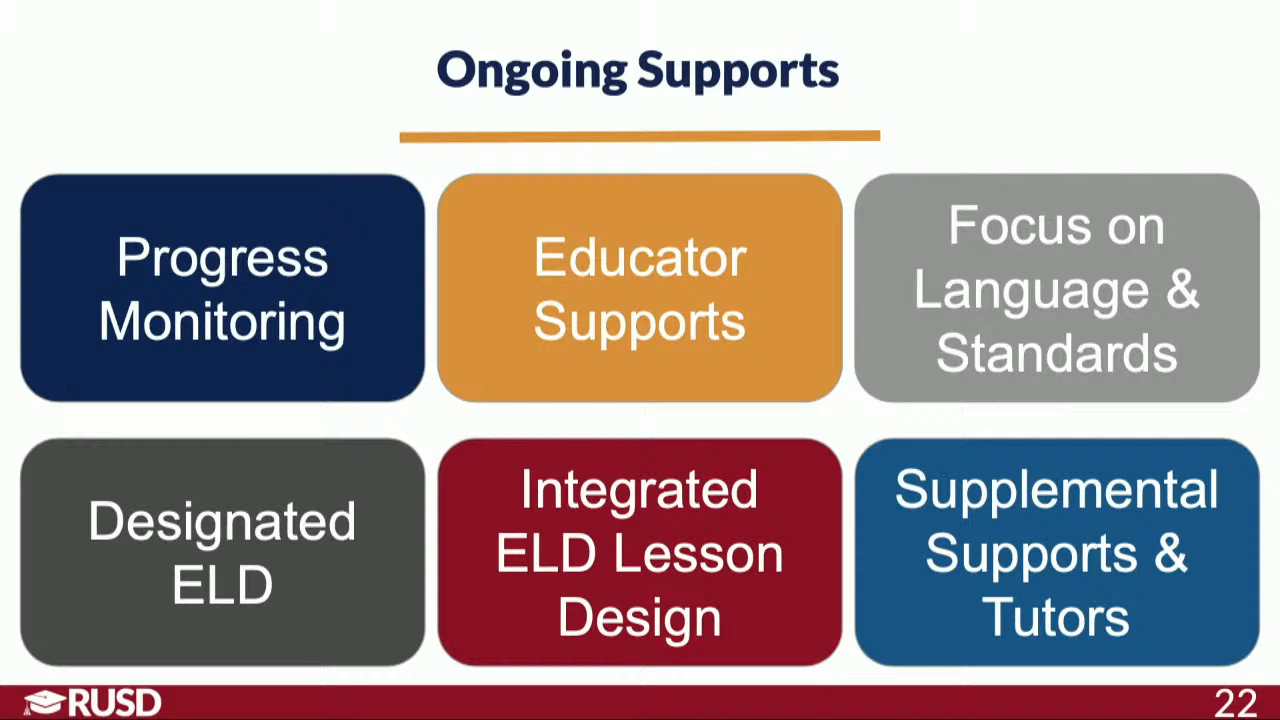 Ongoing Supports
Progress
Monitoring
Educator
Supports
Focus on
Language &
Standards
Designated
ELD
Integrated
ELD Lesson
Design
Supplemental
Supports &
Tutors
RUSD
22